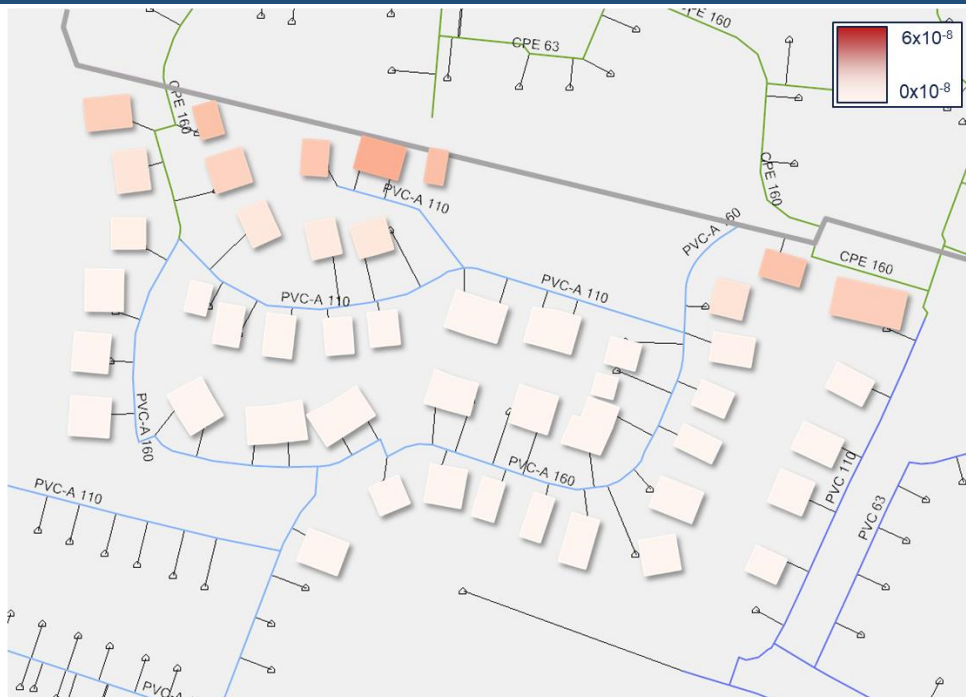 PE 160
CPE 63
6x10-8
0x10-8
CPE 160
CPE 160
PVC-A 110
PVC-A 160
CPE 160
PVC-A 110
PVC-A 110
PVC-A 160
PVC-A 160
PVC 110
PVC-A 110
PVC 63
PVC-A